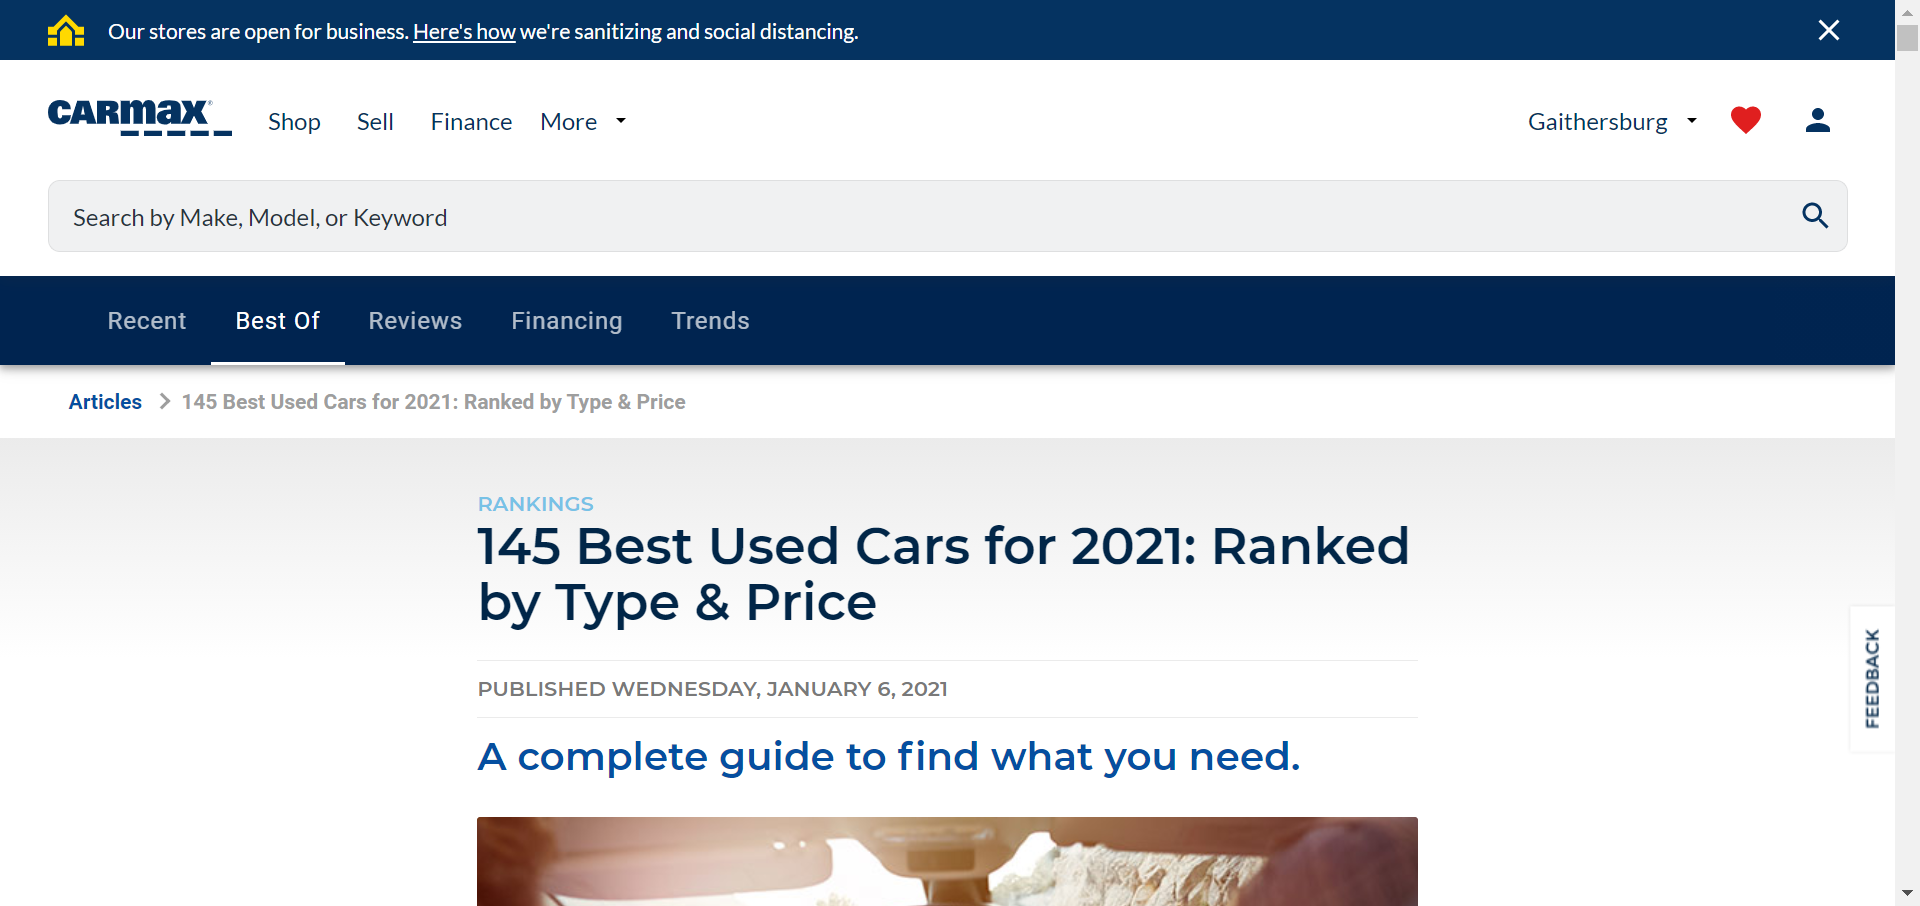 Our stores are open for business. Here's how we're sanitizing and social distancing.
CARMAX
Shop Sell Finance More
Gaithersburg
Search by Make, Model, or Keyword
Recent Best Of Reviews Financing Trends
Articles 145 Best Used Cars for 2021: Ranked by Type & Price
RANKINGS
145 Best Used Cars for 2021: Ranked
by Type & Price
PUBLISHED WEDNESDAY, JANUARY 6, 2021
A complete guide to find what you need.
FEEDBACK